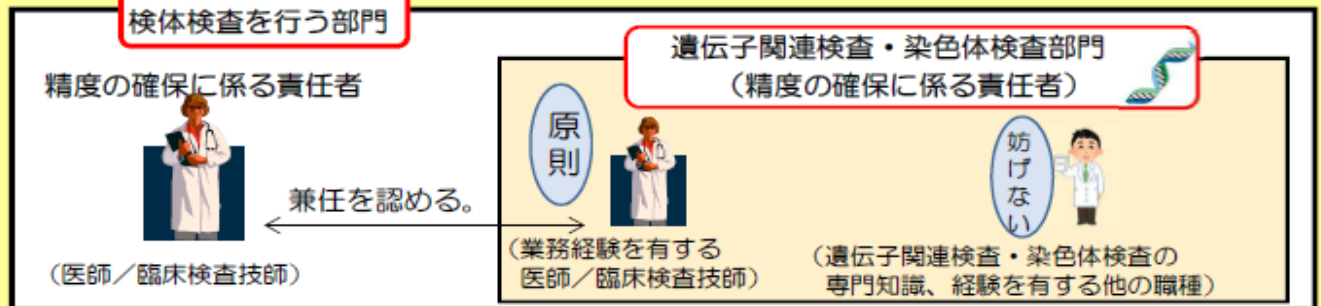 検体検査を行う部門
精度の確保に係る責任者
兼任を認める。
（医師／臨床検査技師）
遺伝子関連検査・染色体検査部門
（精度の確保に係る責任者）
原則
（業務経験を有する
医師／臨床検査技師）
妨げない
（遺伝子関連検査・染色体検査の
専門知識、経験を有する他の職種）